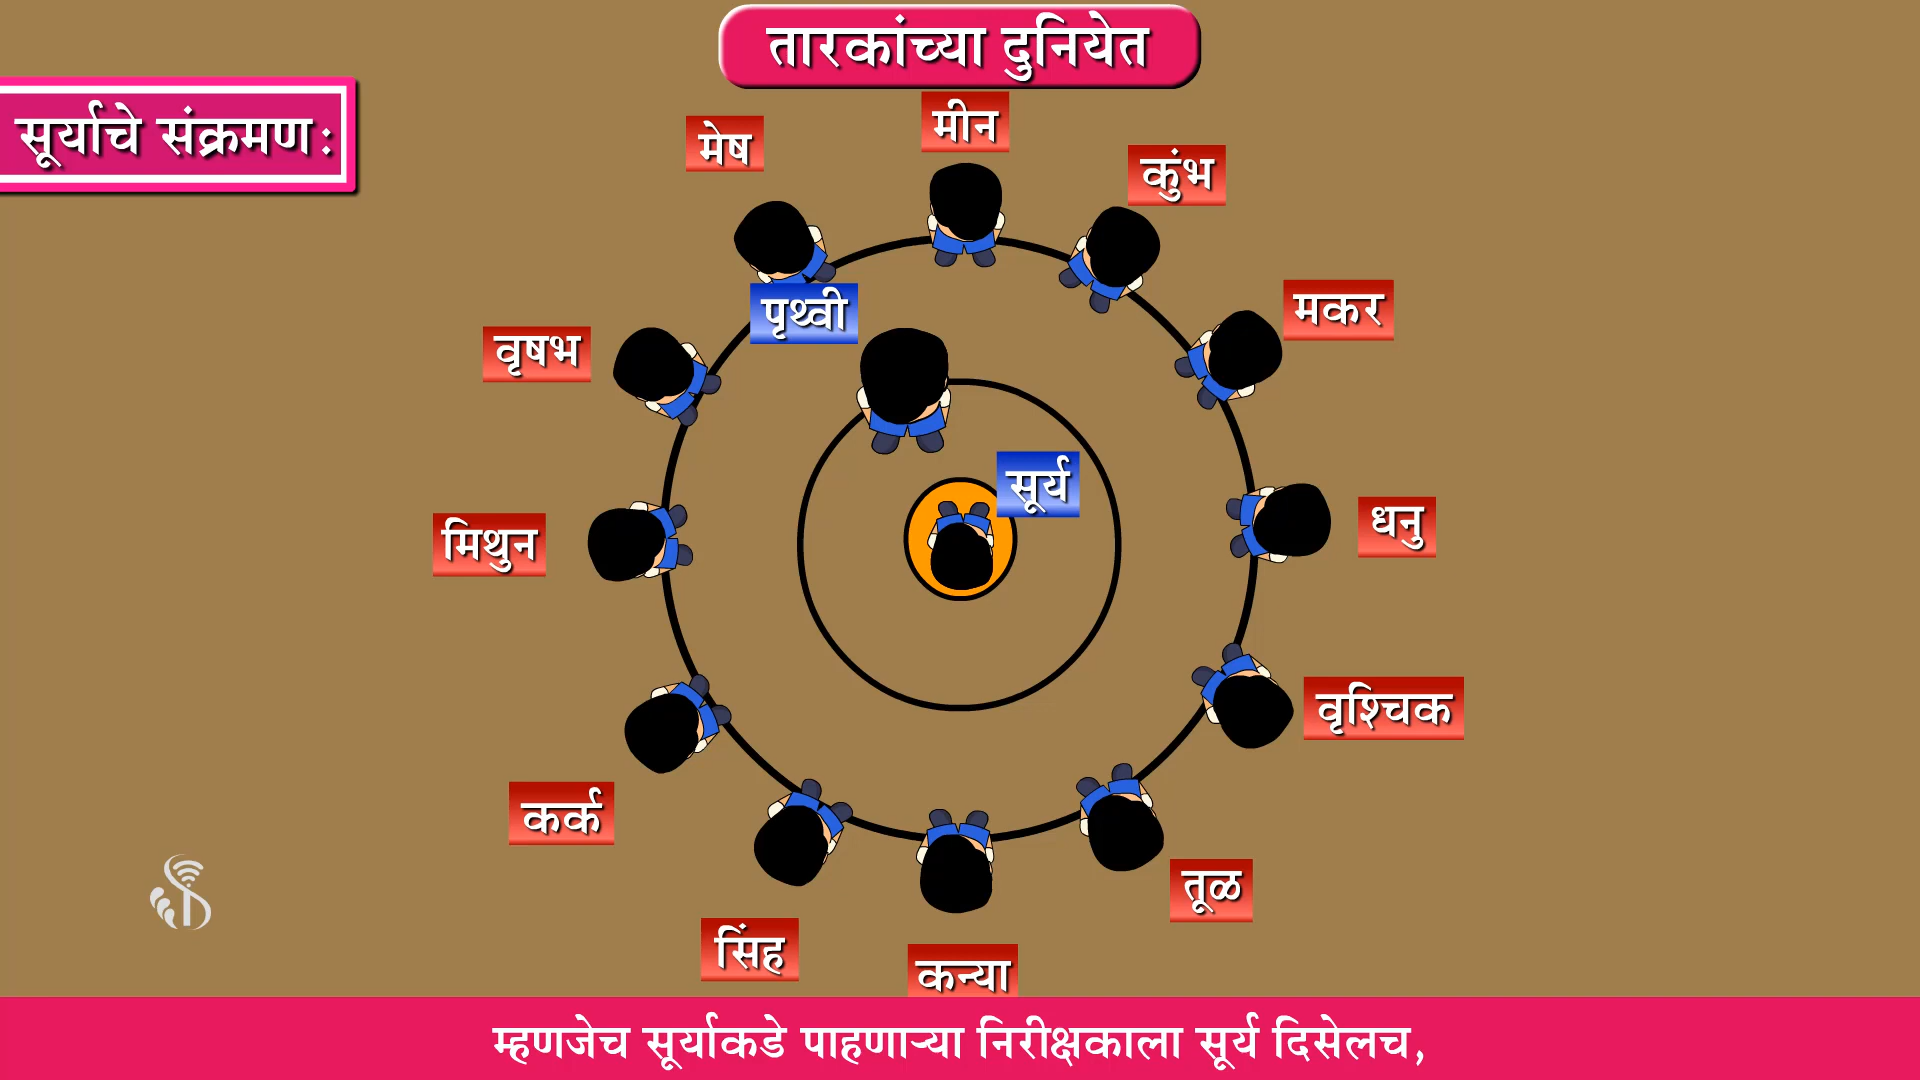 तारकांच्या दुनियेत
सूर्याचे संक्रमण:
मेष
मीन
कुंभ
मकर
पृथ्वी
वृषभ
सूर्य
धनु
मिथुन
वृश्चिक
कर्क
तूळ
सिंह
कन्या
म्हणजेच सूर्याकडे पाहणाऱ्या निरीक्षकाला सूर्य दिसेलच,